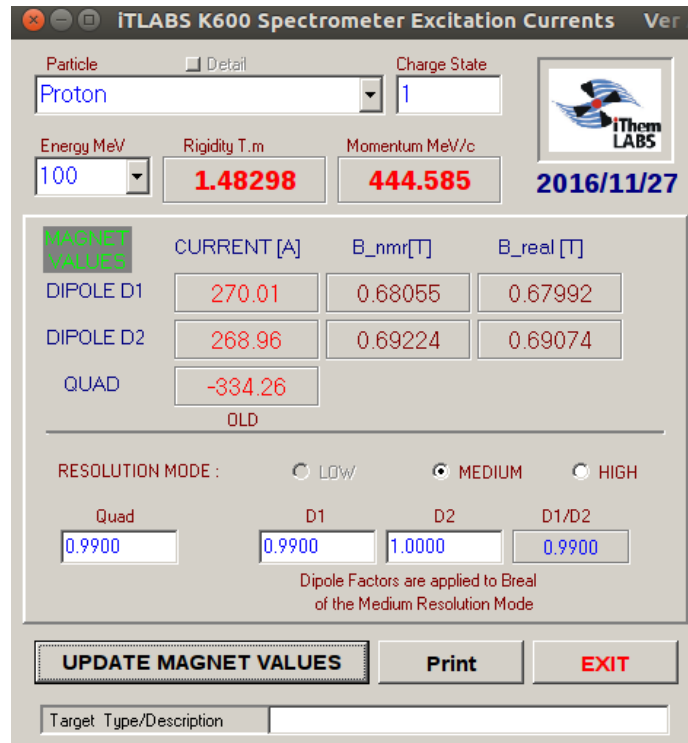 iTLABS K600 Spectrometer Excitation Currents Ver
Particle Detail Charge State
Proton 1
iThem
LABS
Energy MeV Rigidity T.m Momentum MeV/c
100 1.48298 444.585 2016/11/27
MAGNET
VALUES
CURRENT [A] B_nmr[T] B_real [T]
DIPOLE D1 270.01 0.68055 0.67992
DIPOLE D2 268.96 0.69224 0.69074
QUAD -334.26
OLD
RESOLUTION MODE : LOW MEDIUM HIGH
Quad D1 D2 D1/D2
0.9900 0.9900 1.0000 0.9900
Dipole Factors are applied to Breal
of the Medium Resolution Mode
UPDATE MAGNET VALUES Print EXIT
Target Type/Description